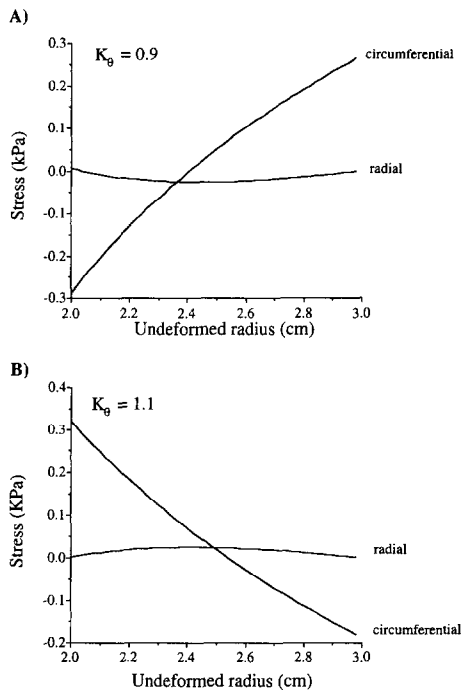 A)
K_θ = 0.9
circumferential
radial
0.3
0.2
0.1
0.0
-0.1
-0.2
-0.3
Stress (kPa)
2.0 2.2 2.4 2.6 2.8 3.0
Undeformed radius (cm)
B)
K_θ = 1.1
radial
circumferential
0.4
0.3
0.2
0.1
0.0
-0.1
-0.2
Stress (KPa)
2.0 2.2 2.4 2.6 2.8 3.0
Undeformed radius (cm)